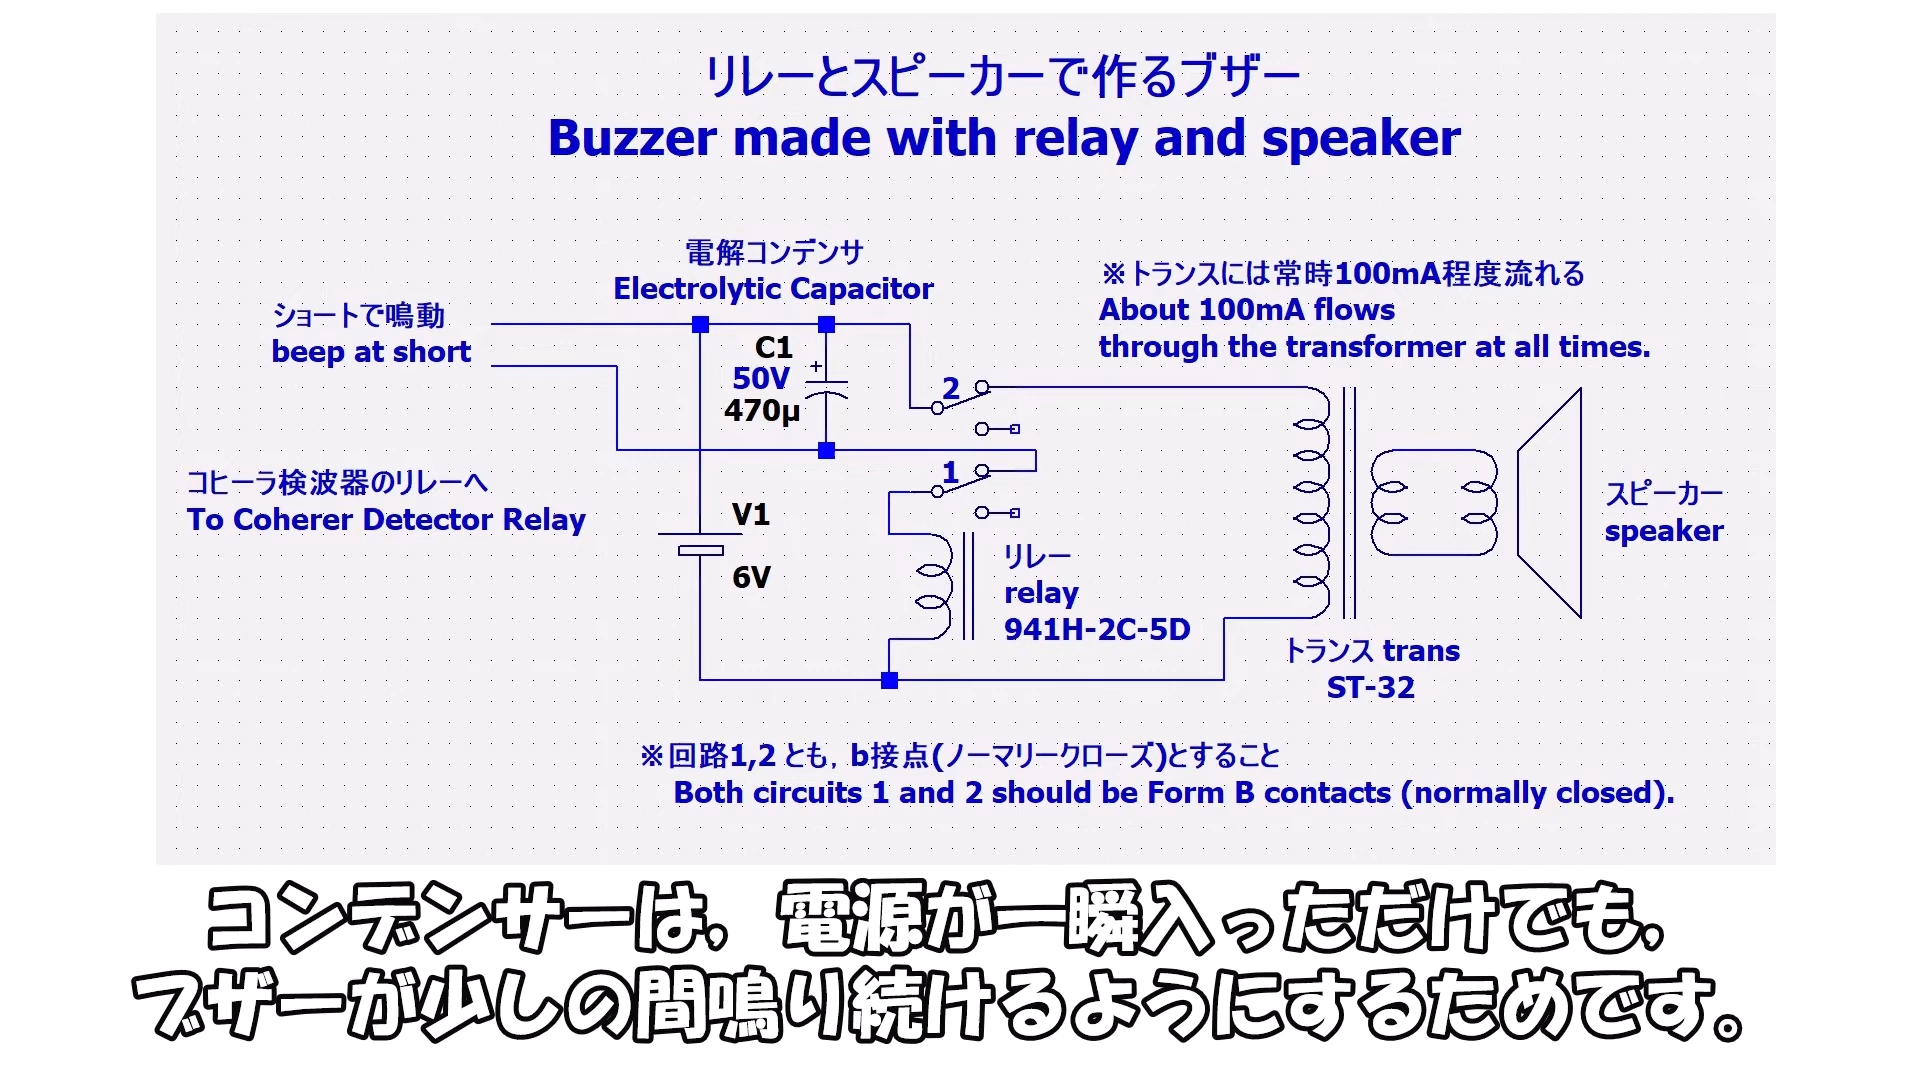 リレーとスピーカーで作るブザー
Buzzer made with relay and speaker
電解コンデンサ
Electrolytic Capacitor
※トランスには常時100mA程度流れる
About 100mA flows
through the transformer at all times.
ショートで鳴動
beep at short
C1
50V
470µ
+
2
1
コヒーラ検波器のリレーへ
To Coherer Detector Relay
V1
6V
リレー
relay
941H-2C-5D
スピーカー
speaker
トランス trans
ST-32
※回路1,2 とも, b接点(ノーマリークローズ)とすること
Both circuits 1 and 2 should be Form B contacts (normally closed).
コンデンサーは, 電源が一瞬入っただけでも,
ブザーが少しの間鳴り続けるようにするためです。